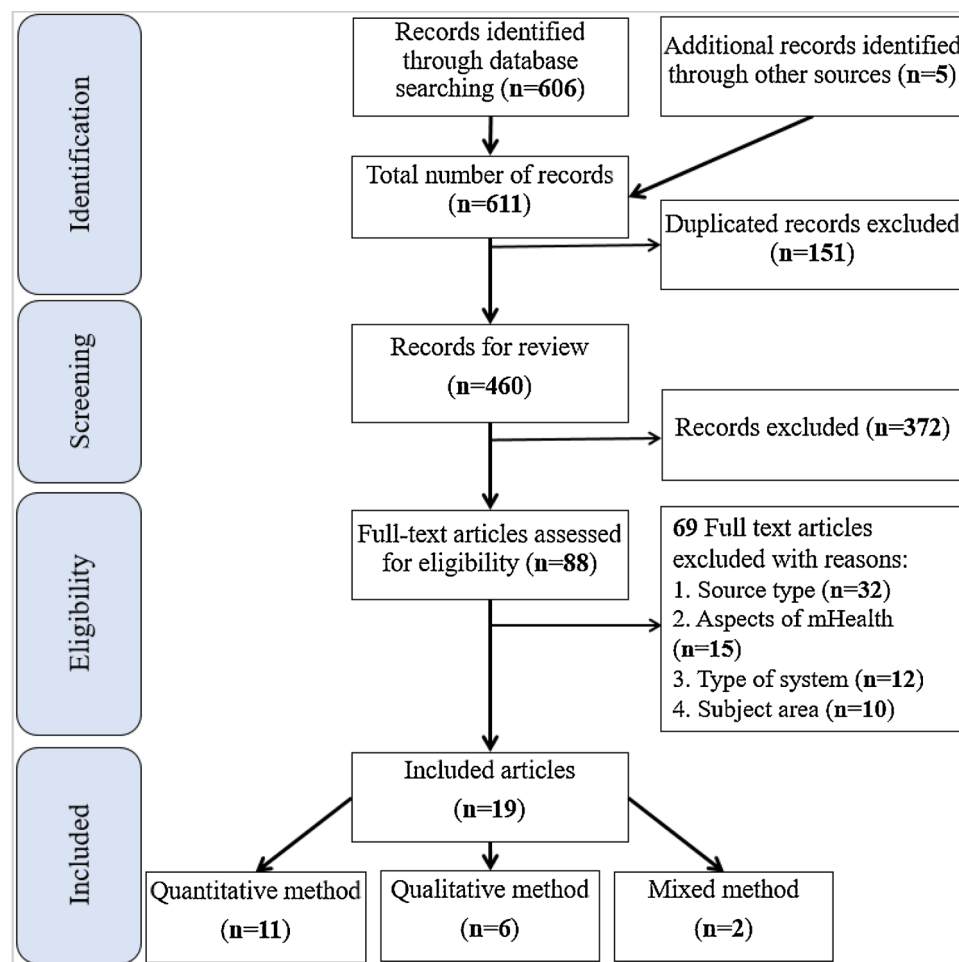 Identification
Records identified
through database
searching (n=606)
Additional records identified
through other sources (n=5)
Total number of records
(n=611)
Duplicated records excluded
(n=151)
Screening
Records for review
(n=460)
Records excluded (n=372)
Eligibility
Full-text articles assessed
for eligibility (n=88)
69 Full text articles
excluded with reasons:
1. Source type (n=32)
2. Aspects of mHealth
(n=15)
3. Type of system (n=12)
4. Subject area (n=10)
Included
Included articles
(n=19)
Quantitative method
(n=11)
Qualitative method
(n=6)
Mixed method
(n=2)